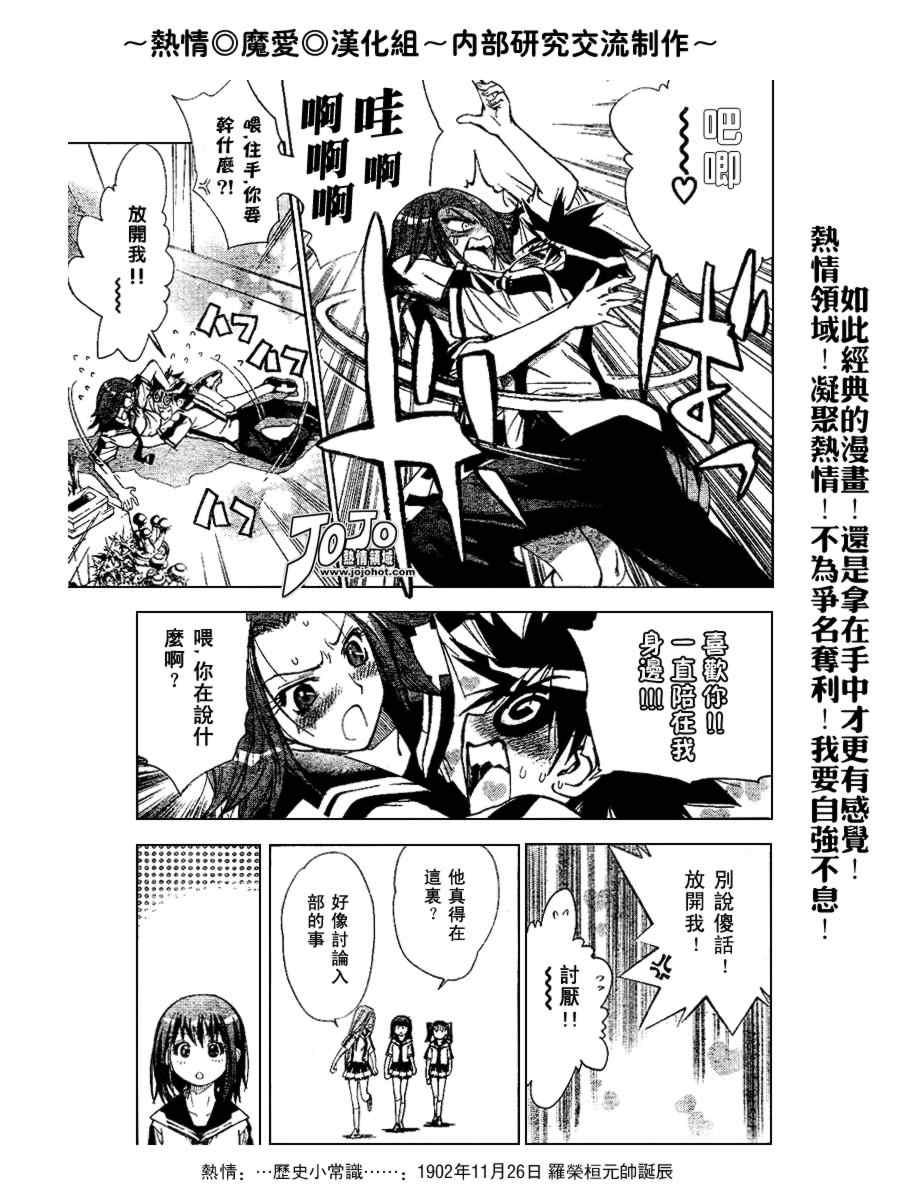 ～熱情◎魔愛◎漢化組～内部研究交流制作～
吧唧
哇啊
啊啊啊
喂，住手，你要
幹什麼？！
放開我！！
ハフ
ハフ
ハフ
ぎ
ば
JOJO
熱情領域
www.jojohot.com
喜歡你！！
一直陪在我
身邊！！！
喂，你在說什
麼啊？
別說傻話！
放開我！
討厭！！
他真得在
這裏？
好像討論入
部的事
如此經典的漫畫！還是拿在手中才更有感覺！
熱情領域！凝聚熱情！不為爭名奪利！我要自強不息！
熱情：…歷史小常識……：1902年11月26日 羅榮桓元帥誕辰